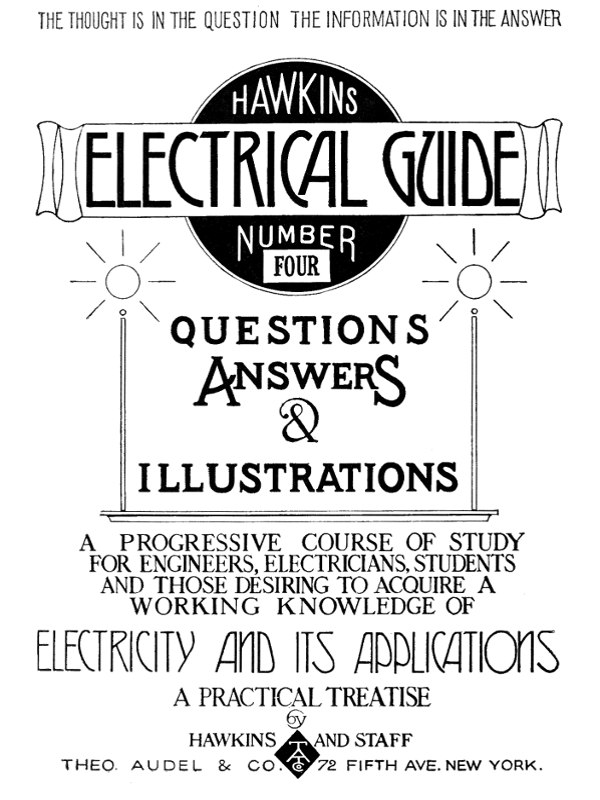 THE THOUGHT IS IN THE QUESTION THE INFORMATION IS IN THE ANSWER
HAWKINS
ELECTRICAL GUIDE
NUMBER
FOUR
QUESTIONS
ANSWERS
&
ILLUSTRATIONS
A PROGRESSIVE COURSE OF STUDY
FOR ENGINEERS, ELECTRICIANS, STUDENTS
AND THOSE DESIRING TO ACQUIRE A
WORKING KNOWLEDGE OF
ELECTRICITY AND ITS APPLICATIONS
A PRACTICAL TREATISE
by
HAWKINS AND STAFF
THEO. AUDEL & CO. 72 FIFTH AVE. NEW YORK.